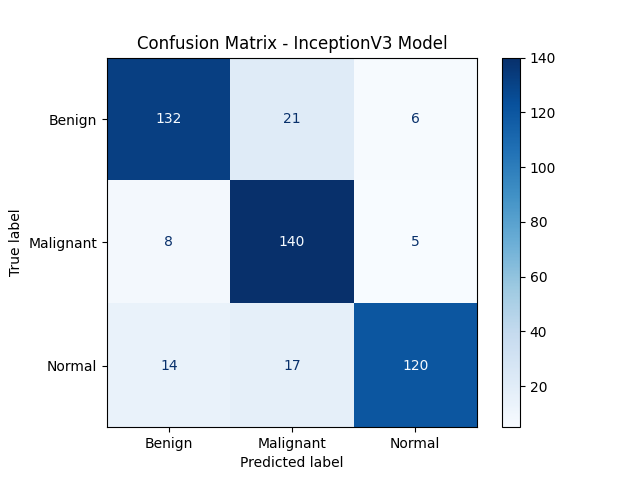 Confusion Matrix - InceptionV3 Model
True label
Benign
132
21
6
Malignant
8
140
5
Normal
14
17
120
Benign
Malignant
Normal
Predicted label
140
120
100
80
60
40
20